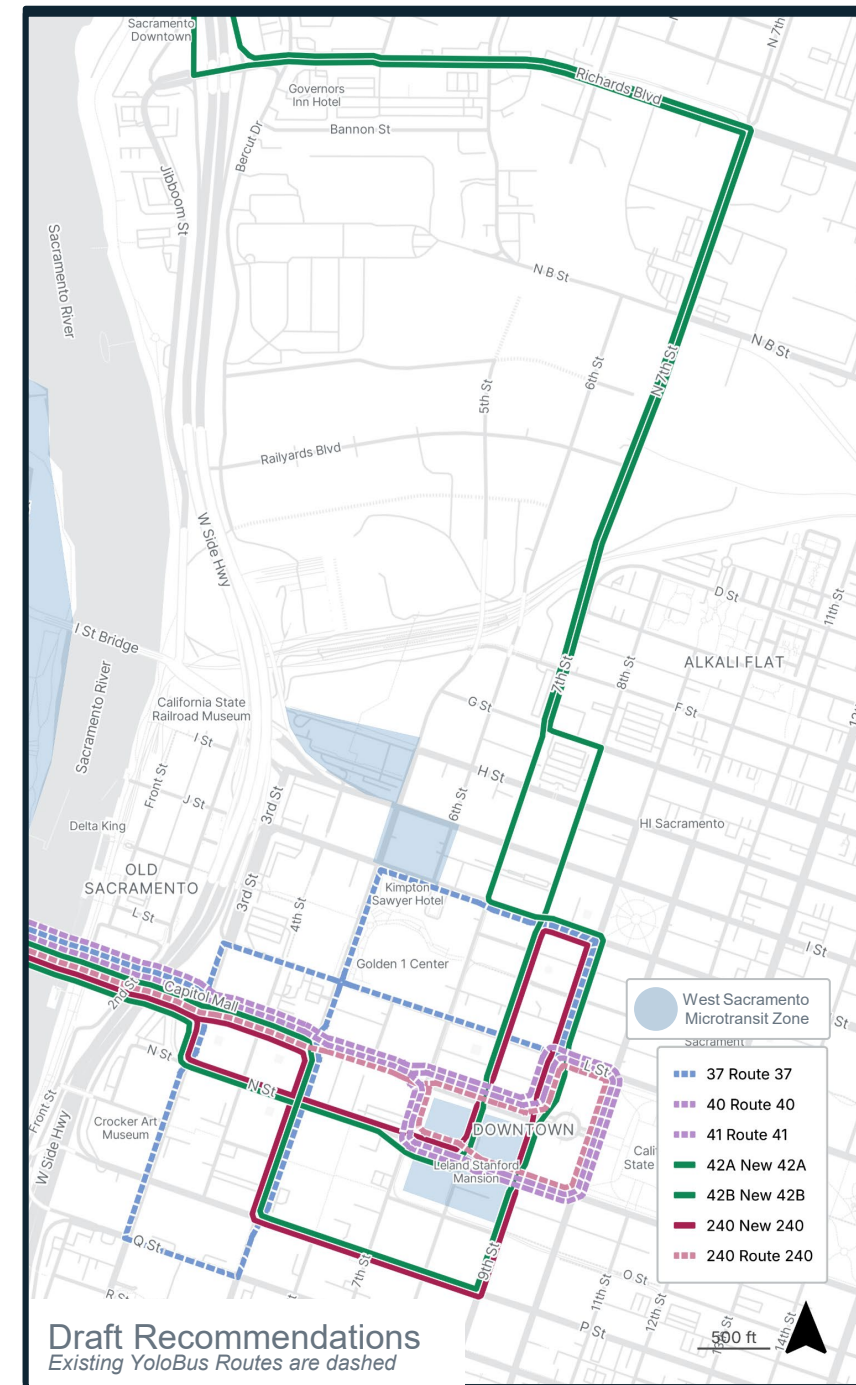 Sacramento
Downtown
N 7th
Richards Blvd
Governors
Inn Hotel
Bannon St
Bercut Dr
Jibboom St
Sacramento River
N B St
N B St
N 7th St
6th St
5th St
Railyards Blvd
W Side Hwy
D St
11th St
I St Bridge
ALKALI FLAT
7th St
8th St
Sacramento River
California State
Railroad Museum
G St
F St
I St
H St
Front St
J St
3rd St
6th St
Delta King
HI Sacramento
OLD
SACRAMENTO
3rd St
Kimpton
Sawyer Hotel
L St
4th St
I St
Golden 1 Center
2nd St
Capitol Mall
West Sacramento
Microtransit Zone
St
Sacrament
N St
L St
37 Route 37
40 Route 40
41 Route 41
42A New 42A
42B New 42B
240 New 240
240 Route 240
N St
Front St
Crocker Art
Museum
DOWNTOWN
Cali
State
W Side Hwy
Leland Stanford
Mansion
Q St
9th St
7th St
O St
R St
11th St
12th St
P St
13th St
14th St
500 ft
Draft Recommendations
Existing YoloBus Routes are dashed